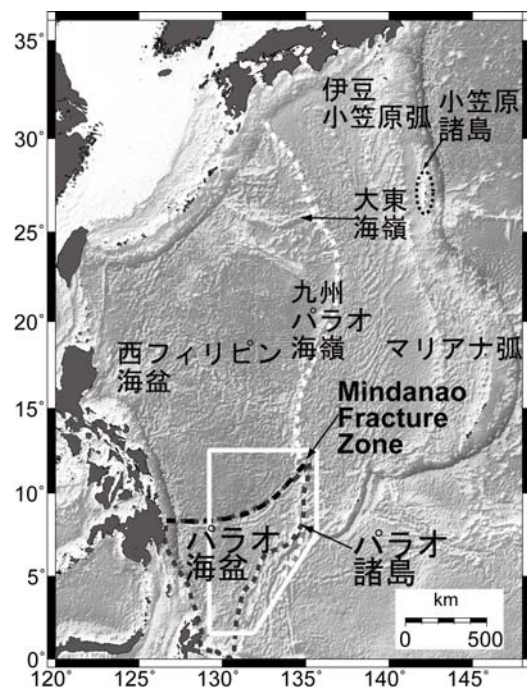 35°
30°
25°
20°
15°
10°
5°
0°
120°
125°
130°
135°
140°
145°
伊豆
小笠原弧
小笠原
諸島
大東
海嶺
九州
パラオ
海嶺
西フィリピン
海盆
マリアナ弧
Mindanao
Fracture
Zone
パラオ
海盆
パラオ
諸島
km
0 500